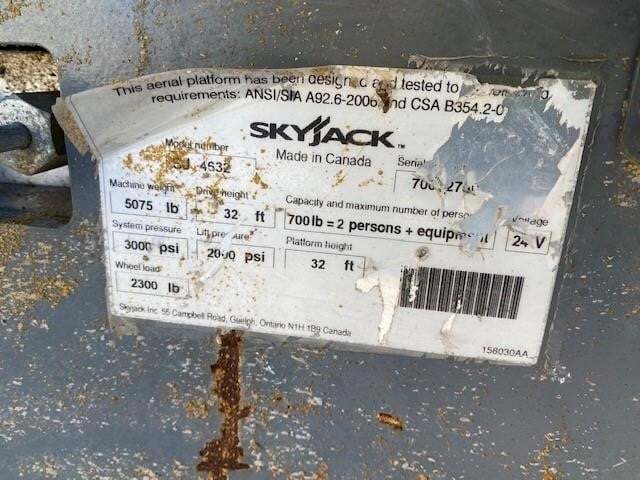 This aerial platform has been designed and tested to
requirements: ANSI/SIA A92.6-2006 and CSA B354.2-0
SKYJACK™
Made in Canada
Model number
SJ 4632
Serial
Machine weight
5075 lb
Drive height
32 ft
Capacity and maximum number of perso
700 lb = 2 persons + equipment
Voltage
24 V
System pressure
3000 psi
Lift pressure*
psi
Platform height
32 ft
Wheel load
2300 lb
Skyjack Inc. 55 Campbell Road, Guelph, Ontario N1H 1B9 Canada
158030AA